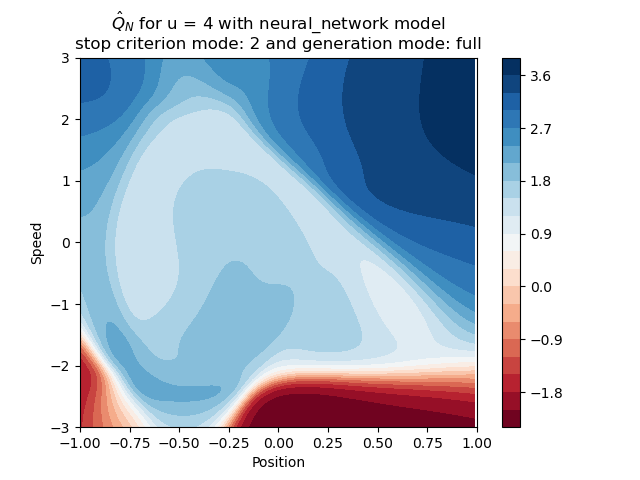 Q̂_N for u = 4 with neural_network model
stop criterion mode: 2 and generation mode: full
Speed
3
2
1
0
−1
−2
−3
−1.00 −0.75 −0.50 −0.25 0.00 0.25 0.50 0.75 1.00
Position
3.6
2.7
1.8
0.9
0.0
−0.9
−1.8